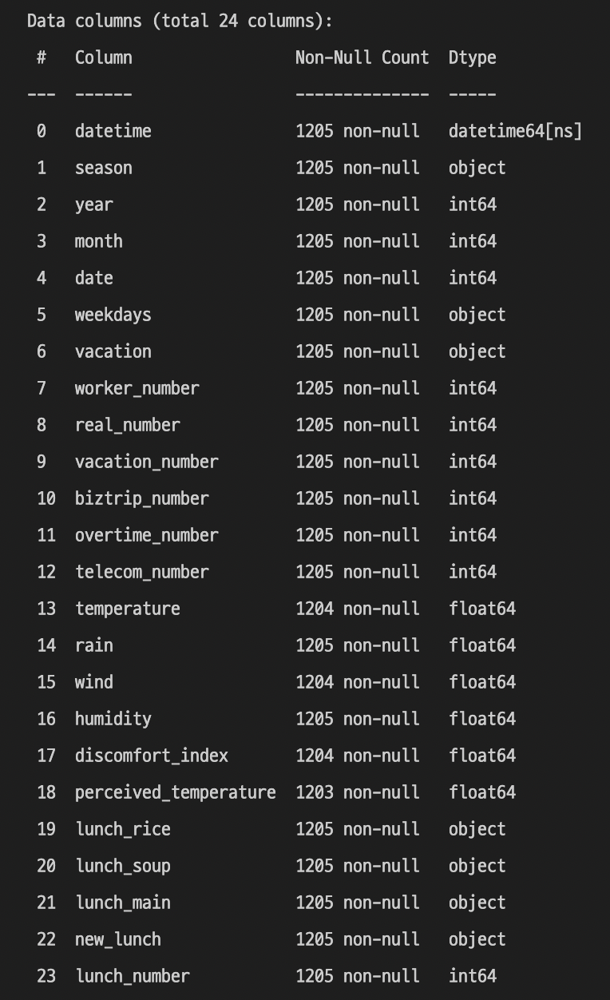 Data columns (total 24 columns):
 #   Column                 Non-Null Count  Dtype
---  ------                 --------------  -----
 0   datetime               1205 non-null   datetime64[ns]
 1   season                 1205 non-null   object
 2   year                   1205 non-null   int64
 3   month                  1205 non-null   int64
 4   date                   1205 non-null   int64
 5   weekdays               1205 non-null   object
 6   vacation               1205 non-null   object
 7   worker_number          1205 non-null   int64
 8   real_number            1205 non-null   int64
 9   vacation_number        1205 non-null   int64
 10  biztrip_number         1205 non-null   int64
 11  overtime_number        1205 non-null   int64
 12  telecom_number         1205 non-null   int64
 13  temperature            1204 non-null   float64
 14  rain                   1205 non-null   float64
 15  wind                   1204 non-null   float64
 16  humidity               1205 non-null   float64
 17  discomfort_index       1204 non-null   float64
 18  perceived_temperature  1203 non-null   float64
 19  lunch_rice             1205 non-null   object
 20  lunch_soup             1205 non-null   object
 21  lunch_main             1205 non-null   object
 22  new_lunch              1205 non-null   object
 23  lunch_number           1205 non-null   int64